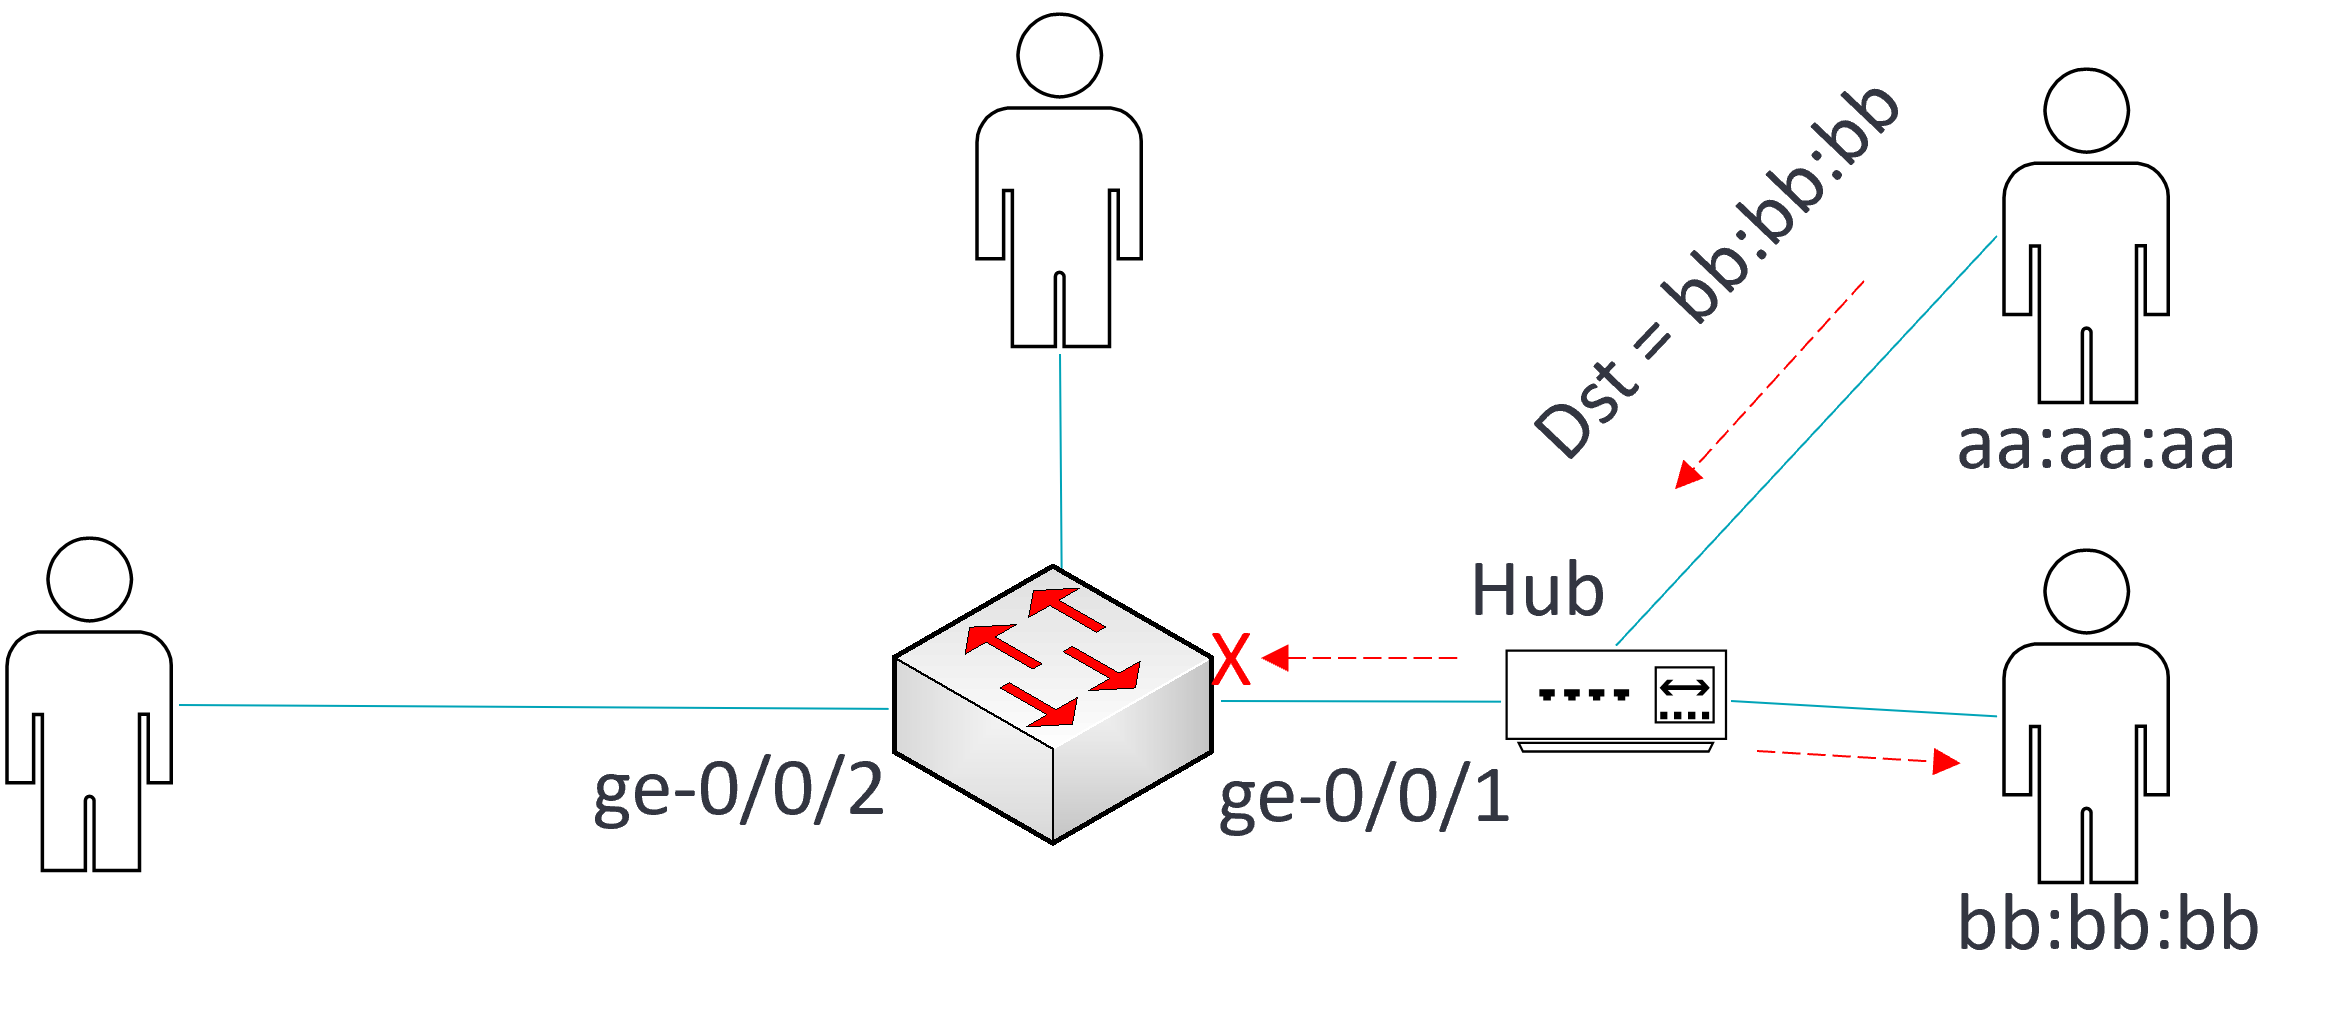 Dst = bb:bb:bb
aa:aa:aa
Hub
X
ge-0/0/2
ge-0/0/1
bb:bb:bb